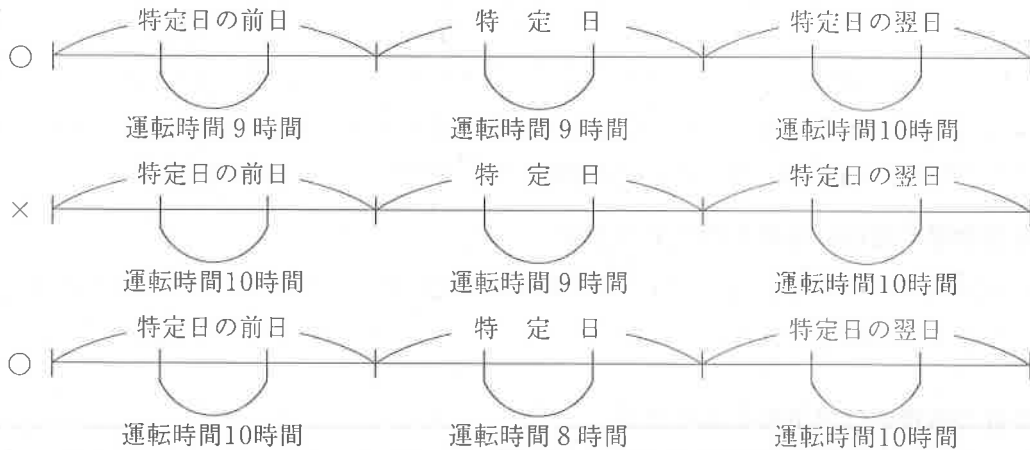 特定日の前日 特 定 日 特定日の翌日
○
運転時間9時間 運転時間9時間 運転時間10時間
特定日の前日 特 定 日 特定日の翌日
×
運転時間10時間 運転時間9時間 運転時間10時間
特定日の前日 特 定 日 特定日の翌日
○
運転時間10時間 運転時間8時間 運転時間10時間